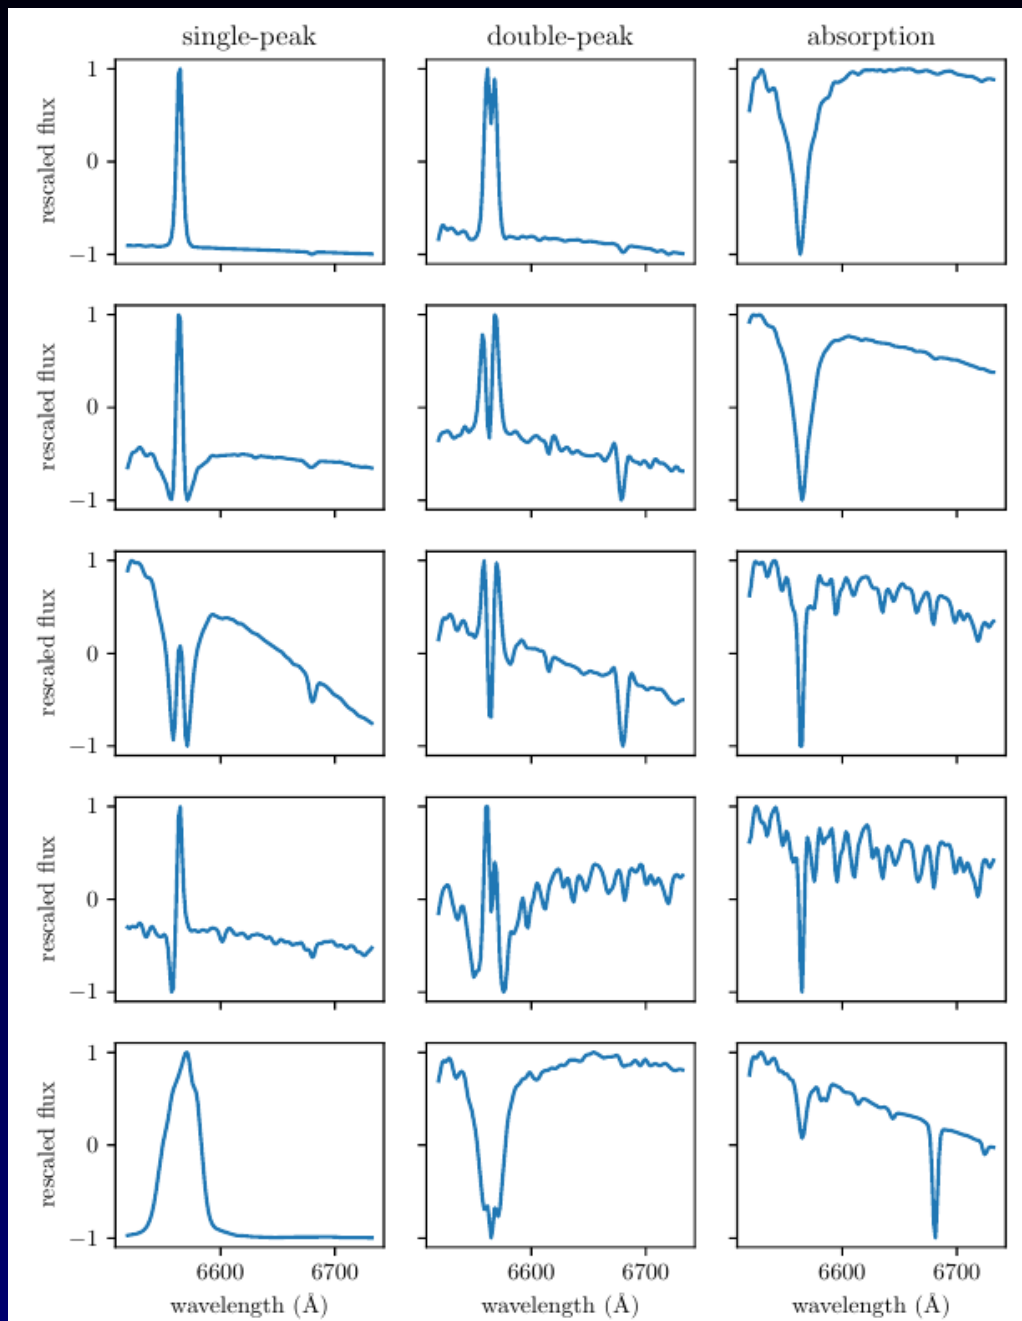 single-peak double-peak absorption
rescaled flux
1
0
−1
rescaled flux
1
0
−1
rescaled flux
1
0
−1
rescaled flux
1
0
−1
rescaled flux
1
0
−1
6600 6700 6600 6700 6600 6700
wavelength (Å) wavelength (Å) wavelength (Å)